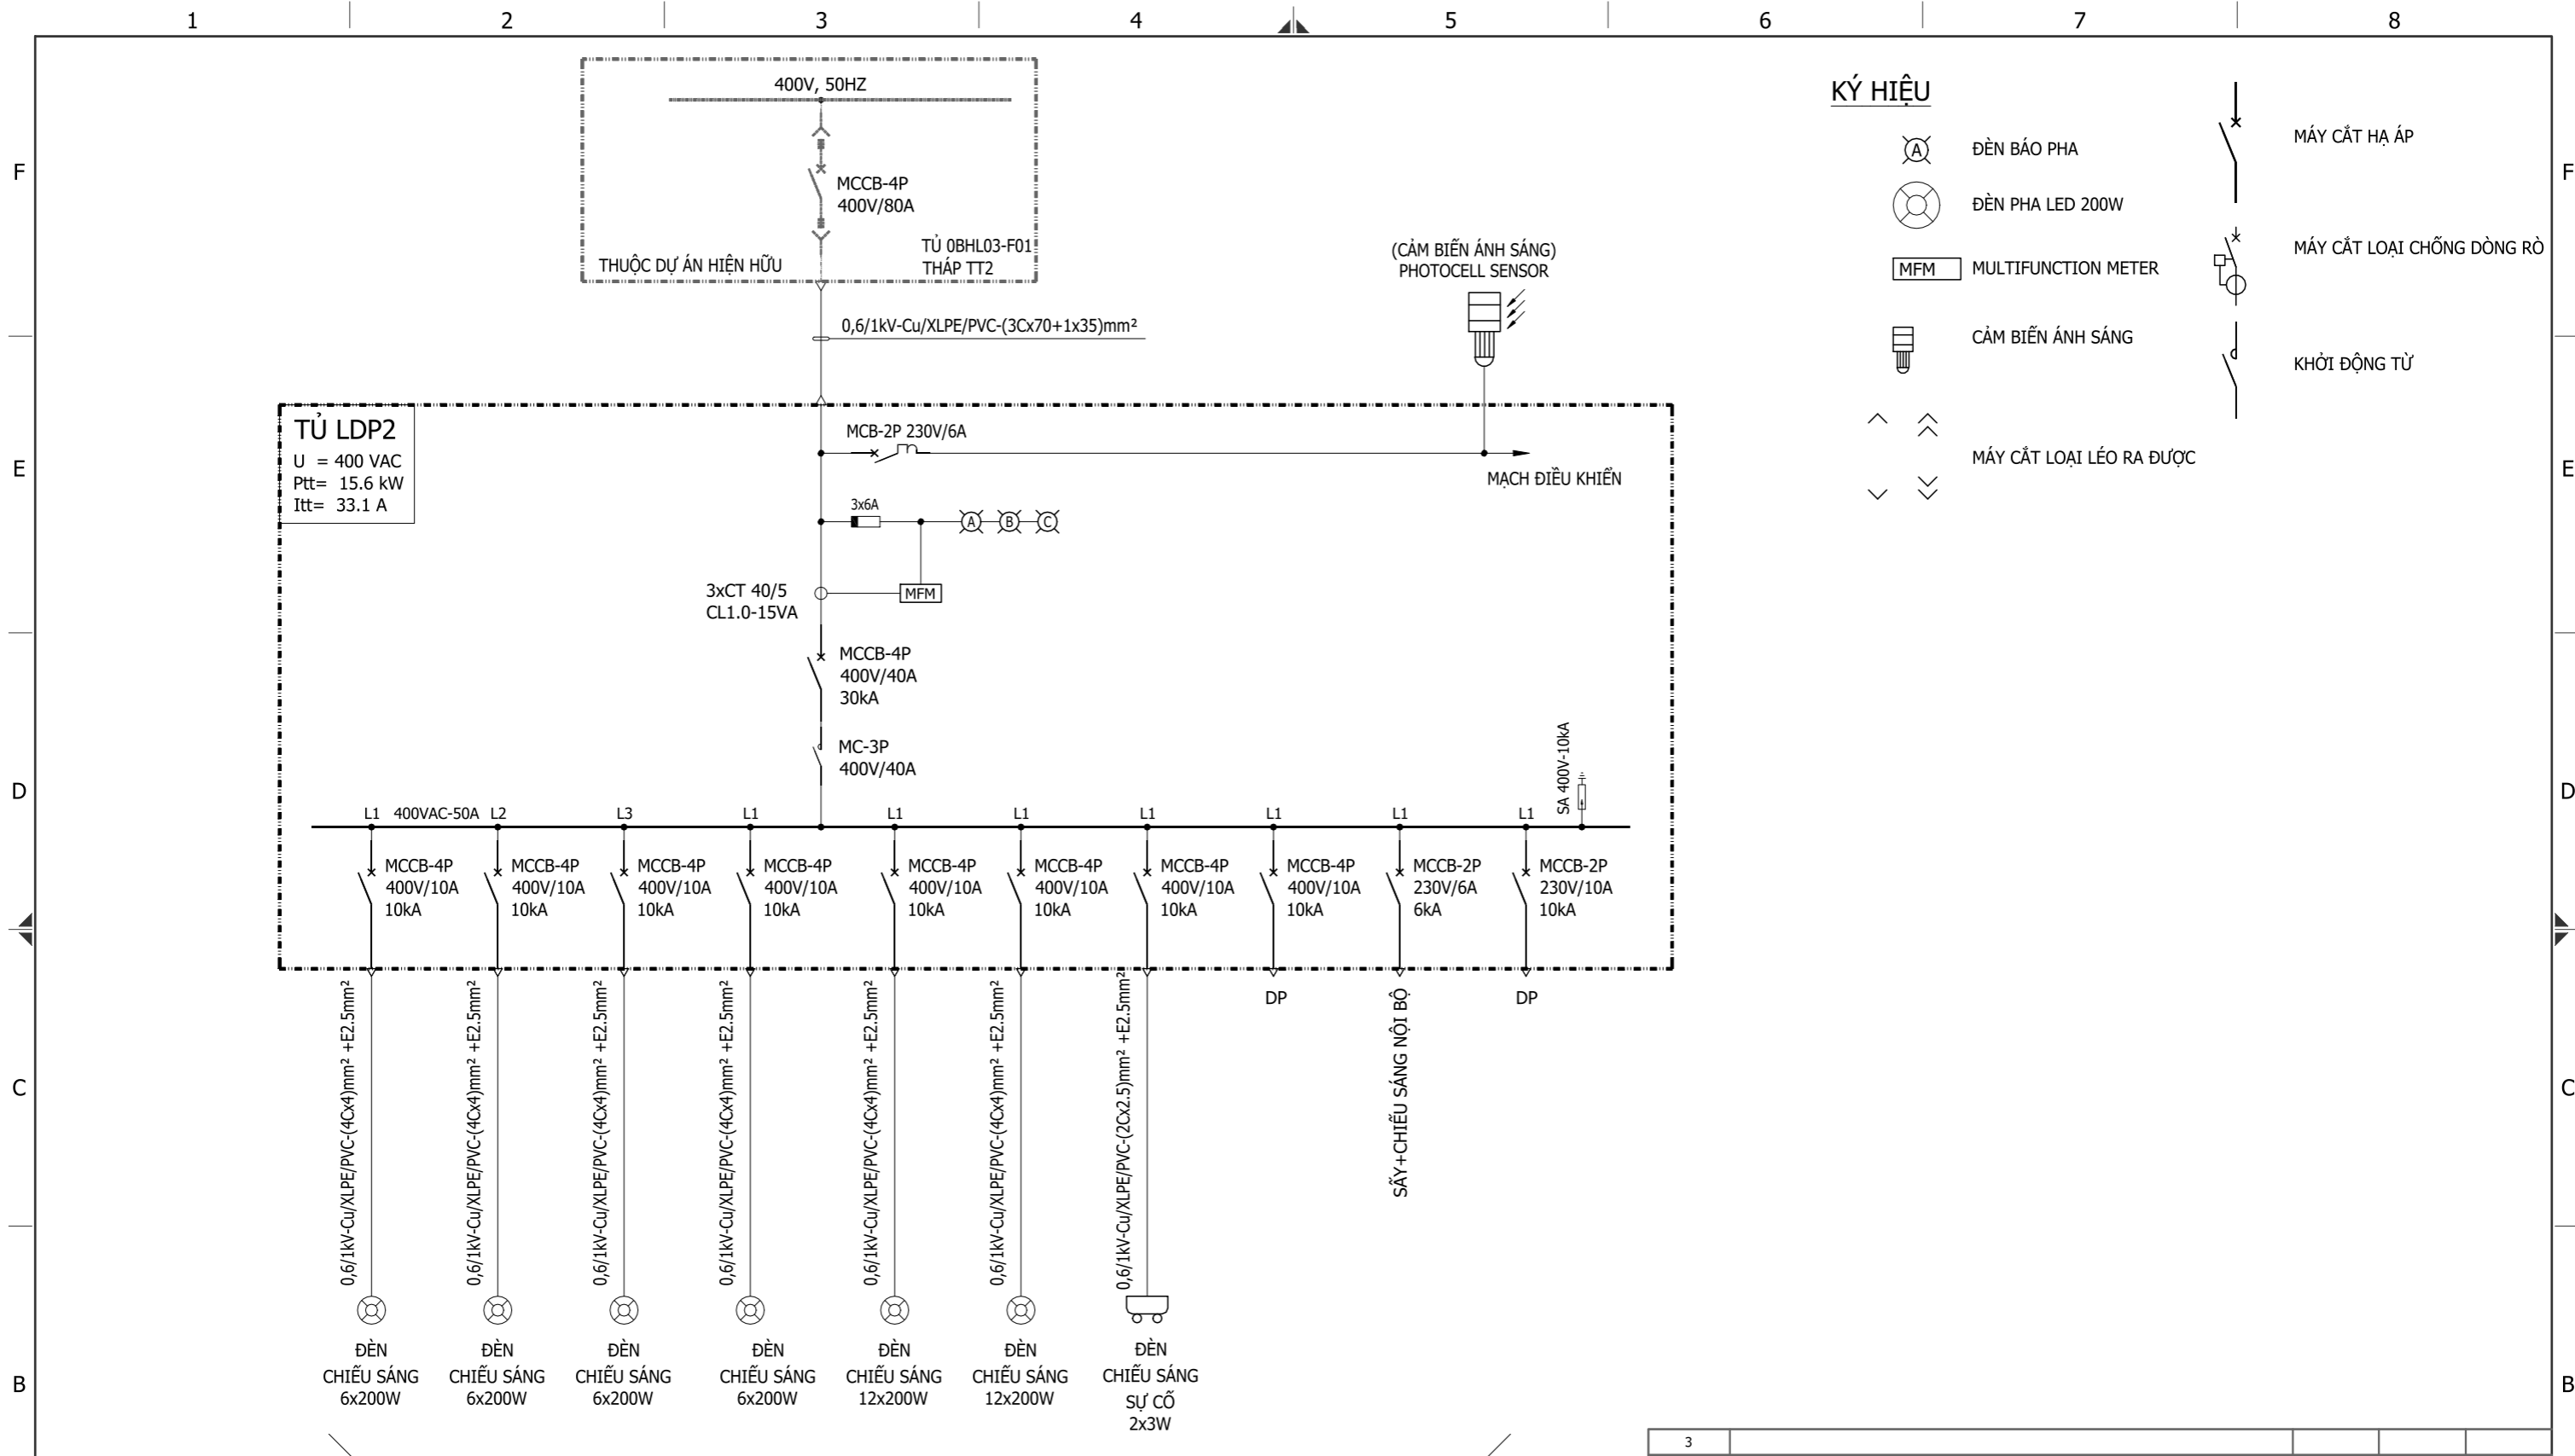 1 2 3 4 5 6 7 8
400V, 50HZ
MCCB-4P
400V/80A
TỦ 0BHL03-F01
THÁP TT2
THUỘC DỰ ÁN HIỆN HỮU
0,6/1kV-Cu/XLPE/PVC-(3Cx70+1x35)mm²
(CẢM BIẾN ÁNH SÁNG)
PHOTOCELL SENSOR
KÝ HIỆU
A ĐÈN BÁO PHA
ĐÈN PHA LED 200W
MFM MULTIFUNCTION METER
CẢM BIẾN ÁNH SÁNG
MÁY CẮT LOẠI LÉO RA ĐƯỢC
MÁY CẮT HẠ ÁP
MÁY CẮT LOẠI CHỐNG DÒNG RÒ
KHỞI ĐỘNG TỪ
F F
E E
D D
C C
B B
TỦ LDP2
U = 400 VAC
Ptt= 15.6 kW
Itt= 33.1 A
MCB-2P 230V/6A
MẠCH ĐIỀU KHIỂN
3x6A
A B C
3xCT 40/5
CL1.0-15VA
MFM
MCCB-4P
400V/40A
30kA
MC-3P
400V/40A
SA 400V-10kA
L1 400VAC-50A L2 L3 L1 L1 L1 L1 L1 L1 L1
MCCB-4P
400V/10A
10kA
MCCB-4P
400V/10A
10kA
MCCB-4P
400V/10A
10kA
MCCB-4P
400V/10A
10kA
MCCB-4P
400V/10A
10kA
MCCB-4P
400V/10A
10kA
MCCB-4P
400V/10A
10kA
MCCB-4P
400V/10A
10kA
MCCB-2P
230V/6A
6kA
MCCB-2P
230V/10A
10kA
0,6/1kV-Cu/XLPE/PVC-(4Cx4)mm² +E2.5mm²
0,6/1kV-Cu/XLPE/PVC-(4Cx4)mm² +E2.5mm²
0,6/1kV-Cu/XLPE/PVC-(4Cx4)mm² +E2.5mm²
0,6/1kV-Cu/XLPE/PVC-(4Cx4)mm² +E2.5mm²
0,6/1kV-Cu/XLPE/PVC-(4Cx4)mm² +E2.5mm²
0,6/1kV-Cu/XLPE/PVC-(4Cx4)mm² +E2.5mm²
0,6/1kV-Cu/XLPE/PVC-(2Cx2.5)mm² +E2.5mm²
DP
SẤY+CHIẾU SÁNG NỘI BỘ
DP
ĐÈN
CHIẾU SÁNG
6x200W
ĐÈN
CHIẾU SÁNG
6x200W
ĐÈN
CHIẾU SÁNG
6x200W
ĐÈN
CHIẾU SÁNG
6x200W
ĐÈN
CHIẾU SÁNG
12x200W
ĐÈN
CHIẾU SÁNG
12x200W
ĐÈN
CHIẾU SÁNG
SỰ CỐ
2x3W
3